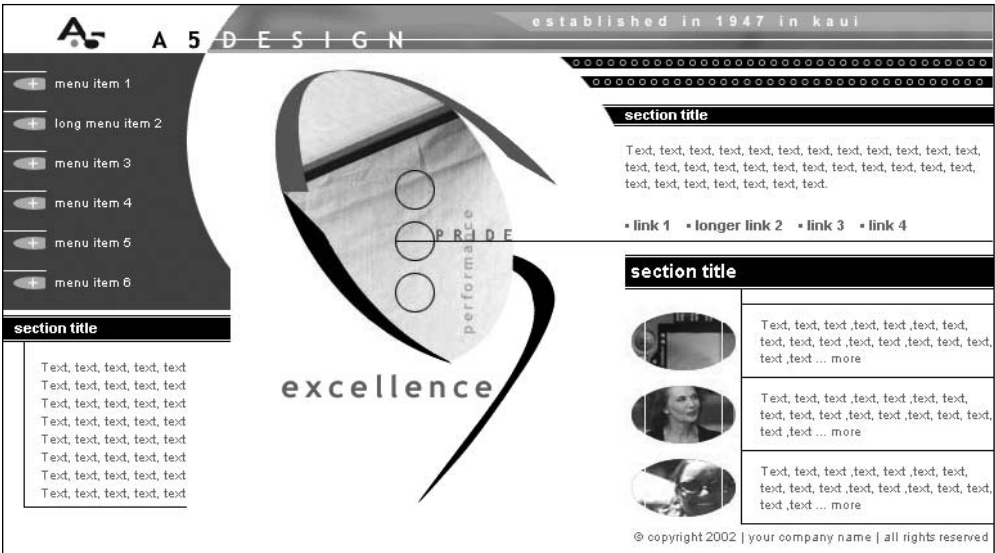 established in 1947 in kaui
A5
A5DESIGN
menu item 1
long menu item 2
menu item 3
menu item 4
menu item 5
menu item 6
section title
Text, text, text, text, text
Text, text, text, text, text
Text, text, text, text, text
Text, text, text, text, text
Text, text, text, text, text
Text, text, text, text, text
Text, text, text, text, text
Text, text, text, text, text
PRIDE
performance
excellence
section title
Text, text, text, text, text, text, text, text, text, text, text, text,
text, text, text, text, text, text, text, text, text, text, text, text,
text, text, text, text, text, text, text.
▪ link 1 ▪ longer link 2 ▪ link 3 ▪ link 4
section title
Text, text, text ,text, text ,text, text,
text, text, text ,text, text ,text, text, text,
text ,text ... more
Text, text, text ,text, text ,text, text,
text, text, text ,text, text ,text, text, text,
text ,text ... more
Text, text, text ,text, text ,text, text,
text, text, text ,text, text ,text, text, text,
text ,text ... more
© copyright 2002 | your company name | all rights reserved